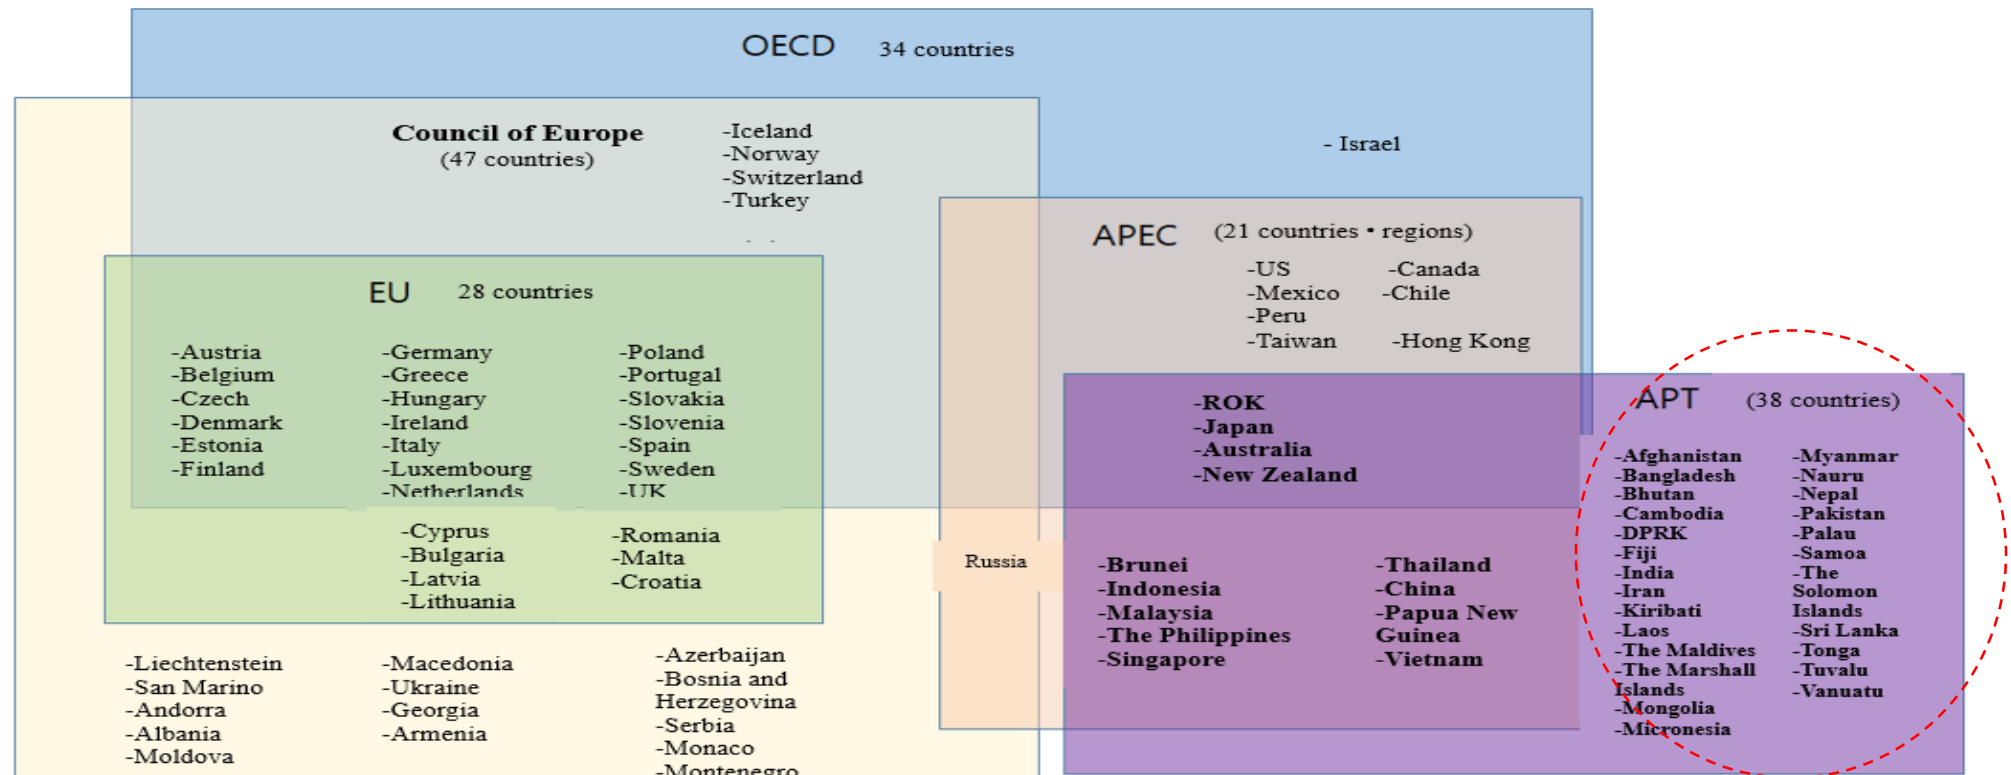 OECD 34 countries
Council of Europe
(47 countries)
-Iceland
-Norway
-Switzerland
-Turkey
- Israel
APEC (21 countries • regions)
-US -Canada
-Mexico -Chile
-Peru
-Taiwan -Hong Kong
EU 28 countries
-Austria
-Belgium
-Czech
-Denmark
-Estonia
-Finland
-Germany
-Greece
-Hungary
-Ireland
-Italy
-Luxembourg
-Netherlands
-Poland
-Portugal
-Slovakia
-Slovenia
-Spain
-Sweden
-UK
-Cyprus
-Bulgaria
-Latvia
-Lithuania
-Romania
-Malta
-Croatia
-ROK
-Japan
-Australia
-New Zealand
APT (38 countries)
-Afghanistan
-Bangladesh
-Bhutan
-Cambodia
-DPRK
-Fiji
-India
-Iran
-Kiribati
-Laos
-The Maldives
-The Marshall
Islands
-Mongolia
-Micronesia
-Myanmar
-Nauru
-Nepal
-Pakistan
-Palau
-Samoa
-The
Solomon
Islands
-Sri Lanka
-Tonga
-Tuvalu
-Vanuatu
Russia
-Brunei
-Indonesia
-Malaysia
-The Philippines
-Singapore
-Thailand
-China
-Papua New
Guinea
-Vietnam
-Liechtenstein
-San Marino
-Andorra
-Albania
-Moldova
-Macedonia
-Ukraine
-Georgia
-Armenia
-Azerbaijan
-Bosnia and
Herzegovina
-Serbia
-Monaco
-Montenegro